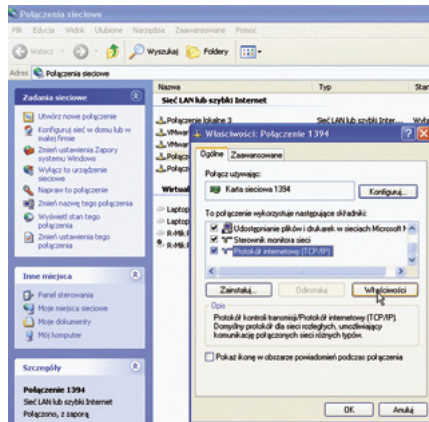 Połączenia sieciowe
Plik Edycja Widok Ulubione Narzędzia Zaawansowane Pomoc
Wstecz Wyszukaj Foldery
Adres Połączenia sieciowe
Nazwa Typ
Zadania sieciowe
Utwórz nowe połączenie
Konfiguruj sieć w domu lub w małej firmie
Zmień ustawienia Zapory systemu Windows
Wyłącz to urządzenie sieciowe
Napraw to połączenie
Zmień nazwę tego połączenia
Wyświetl stan tego połączenia
Zmień ustawienia tego połączenia
Inne miejsca
Panel sterowania
Moje miejsca sieciowe
Moje dokumenty
Mój komputer
Szczegóły
Połączenie 1394
Sieć LAN lub szybki Internet
Połączono, z zaporą
Sieć LAN lub szybki Internet
Połączenie lokalne 3 Sieć LAN lub szybki Inter...
Właściwości: Połączenie 1394
Ogólne Zaawansowane
Połącz używając:
Karta sieciowa 1394 Konfiguruj...
To połączenie wykorzystuje następujące składniki:
Udostępnianie plików i drukarek w sieciach Microsoft
Sterownik monitora sieci
Protokół internetowy (TCP/IP)
Zainstaluj... Odinstaluj Właściwości
Opis
Protokół kontroli transmisji/Protokół internetowy (TCP/IP).
Domyślny protokół dla sieci rozległych, umożliwiający
komunikację połączonych sieci różnych typów.
Pokaż ikonę w obszarze powiadomień podczas połączenia
OK Anuluj